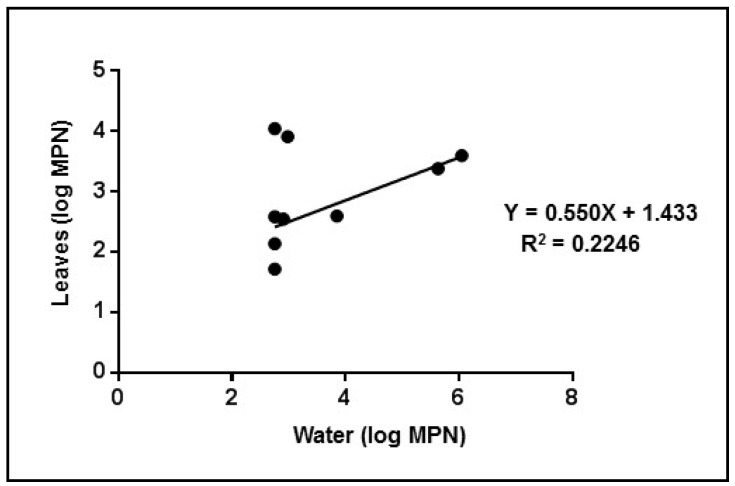 5
4
3
2
1
0
0 2 4 6 8
Leaves (log MPN)
Water (log MPN)
Y = 0.550X + 1.433
R² = 0.2246